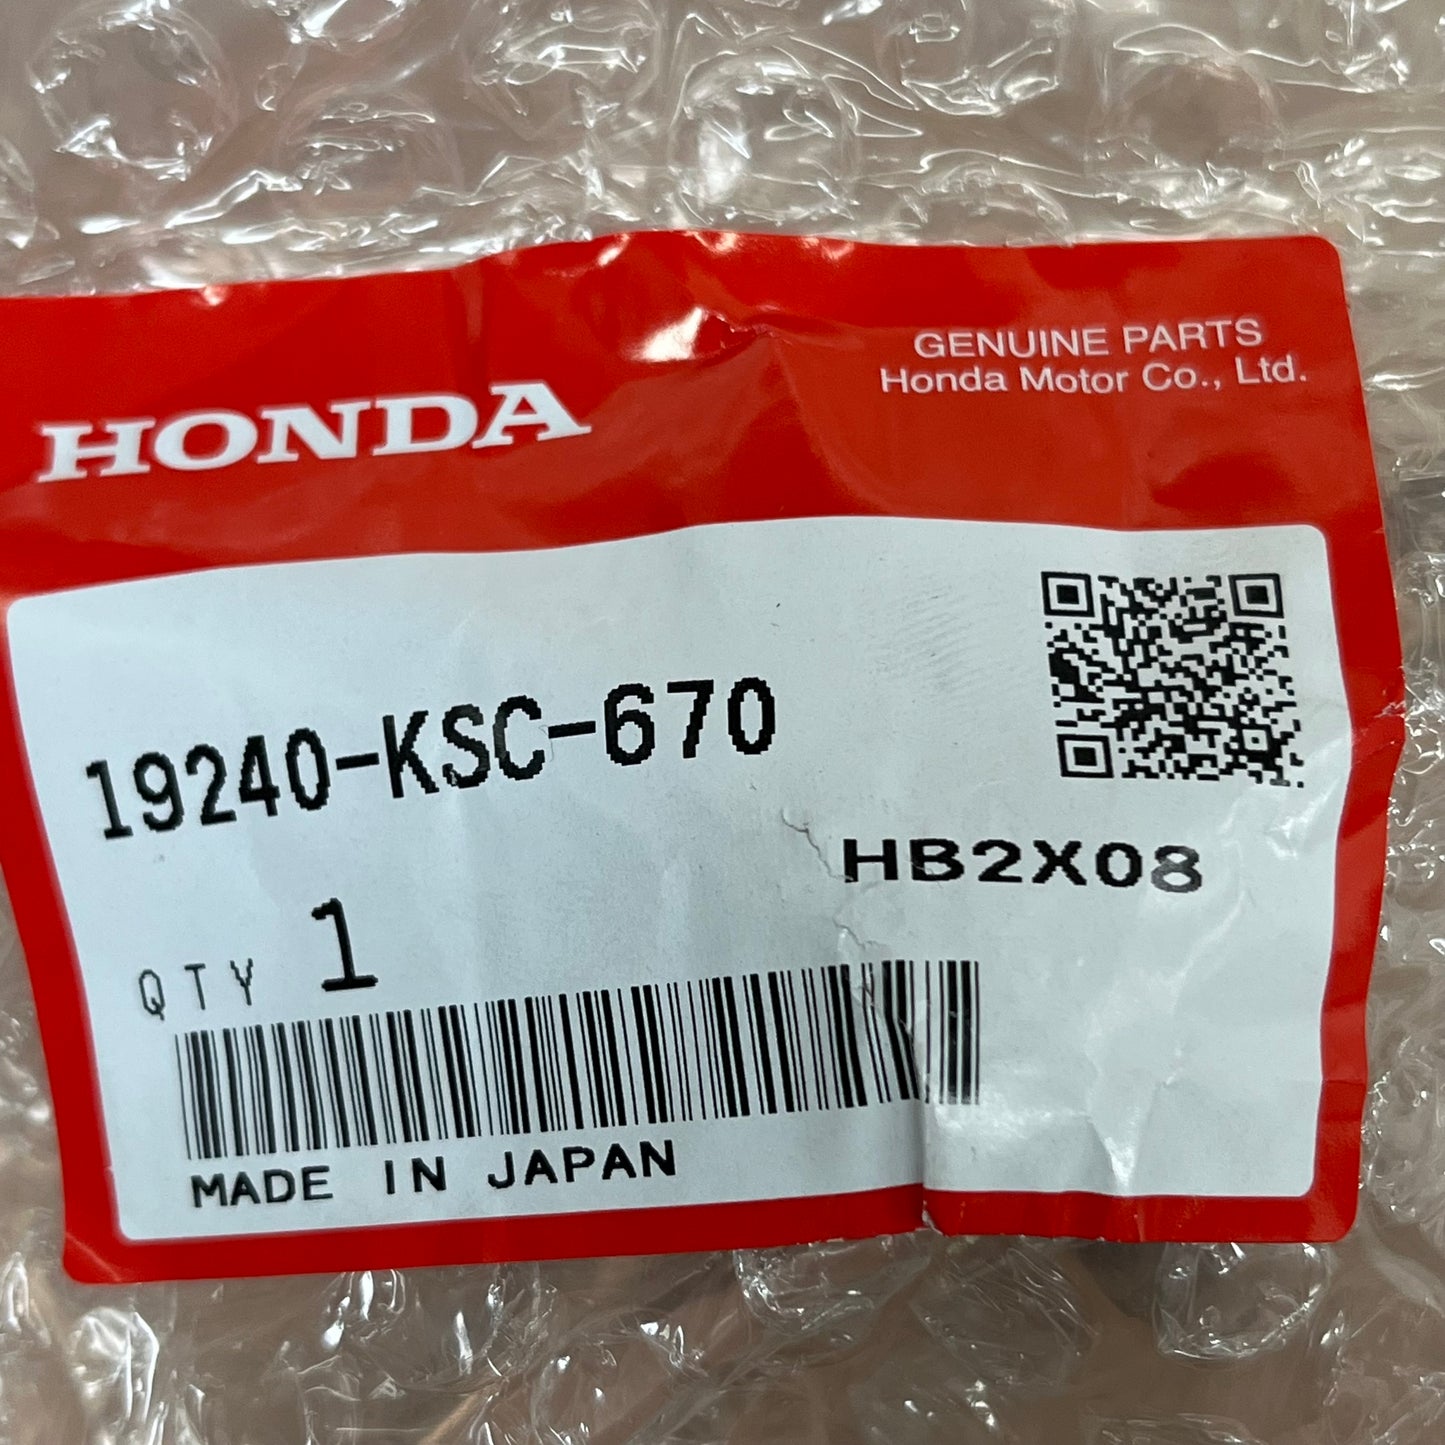 HONDA
GENUINE PARTS
Honda Motor Co., Ltd.
19240-KSC-670
HB2X08
QTY 1
MADE IN JAPAN